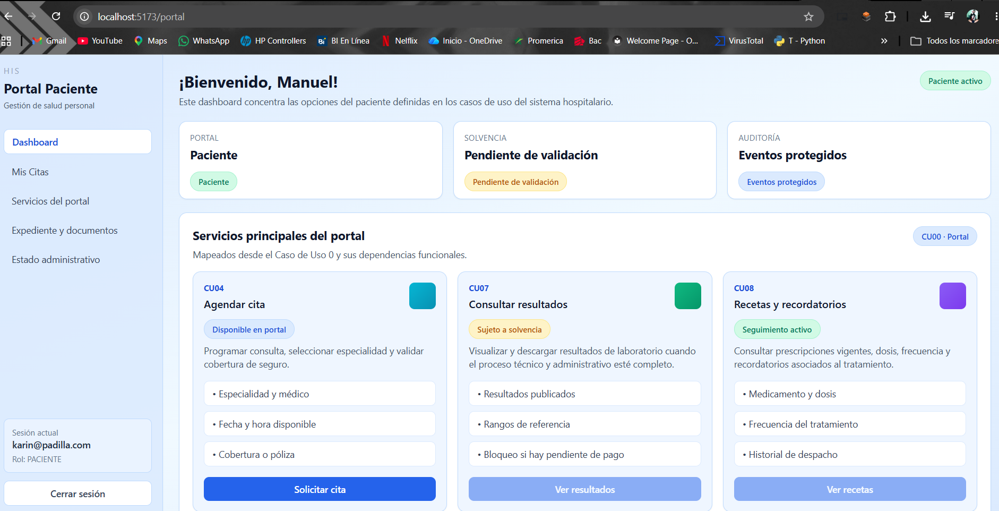 localhost:5173/portal
Gmail
YouTube
Maps
WhatsApp
HP Controllers
Bi
BI En Línea
Nelflix
Inicio - OneDrive
Promerica
Bac
Welcome Page - O...
VirusTotal
T - Python
»
Todos los marcadore
HIS
Portal Paciente
Gestión de salud personal
Dashboard
Mis Citas
Servicios del portal
Expediente y documentos
Estado administrativo
Sesión actual
karin@padilla.com
Rol: PACIENTE
Cerrar sesión
¡Bienvenido, Manuel!
Este dashboard concentra las opciones del paciente definidas en los casos de uso del sistema hospitalario.
Paciente activo
PORTAL
Paciente
Paciente
SOLVENCIA
Pendiente de validación
Pendiente de validación
AUDITORÍA
Eventos protegidos
Eventos protegidos
Servicios principales del portal
Mapeados desde el Caso de Uso 0 y sus dependencias funcionales.
CU00 · Portal
CU04
Agendar cita
Disponible en portal
Programar consulta, seleccionar especialidad y validar
cobertura de seguro.
• Especialidad y médico
• Fecha y hora disponible
• Cobertura o póliza
Solicitar cita
CU07
Consultar resultados
Sujeto a solvencia
Visualizar y descargar resultados de laboratorio cuando
el proceso técnico y administrativo esté completo.
• Resultados publicados
• Rangos de referencia
• Bloqueo si hay pendiente de pago
Ver resultados
CU08
Recetas y recordatorios
Seguimiento activo
Consultar prescripciones vigentes, dosis, frecuencia y
recordatorios asociados al tratamiento.
• Medicamento y dosis
• Frecuencia del tratamiento
• Historial de despacho
Ver recetas